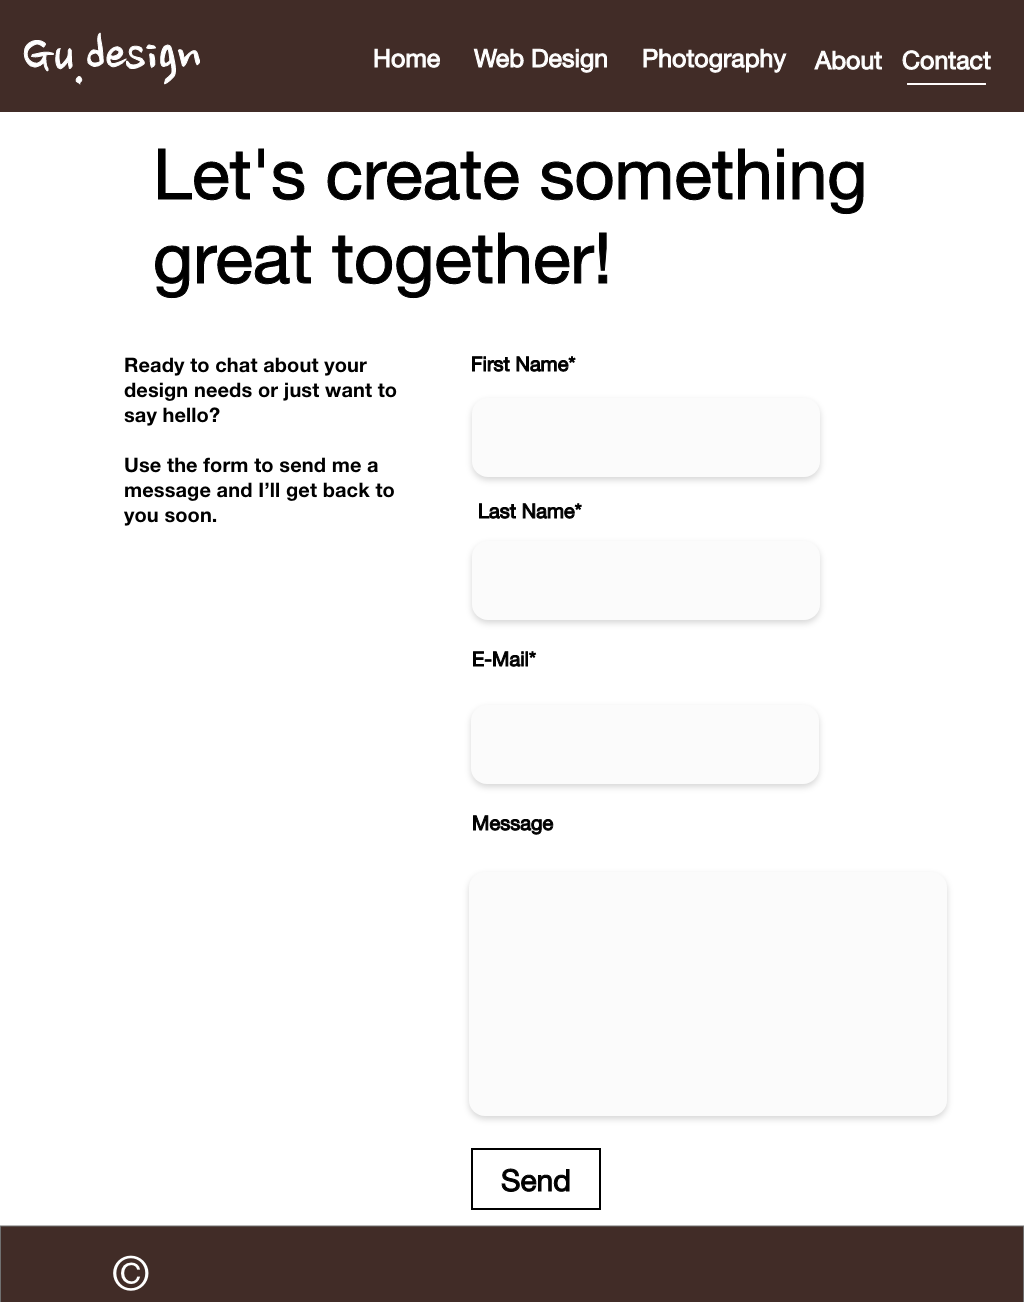 Gu.design
Home Web Design Photography About Contact
Let's create something
great together!
Ready to chat about your
design needs or just want to
say hello?
Use the form to send me a
message and I’ll get back to
you soon.
First Name*
Last Name*
E-Mail*
Message
Send
©